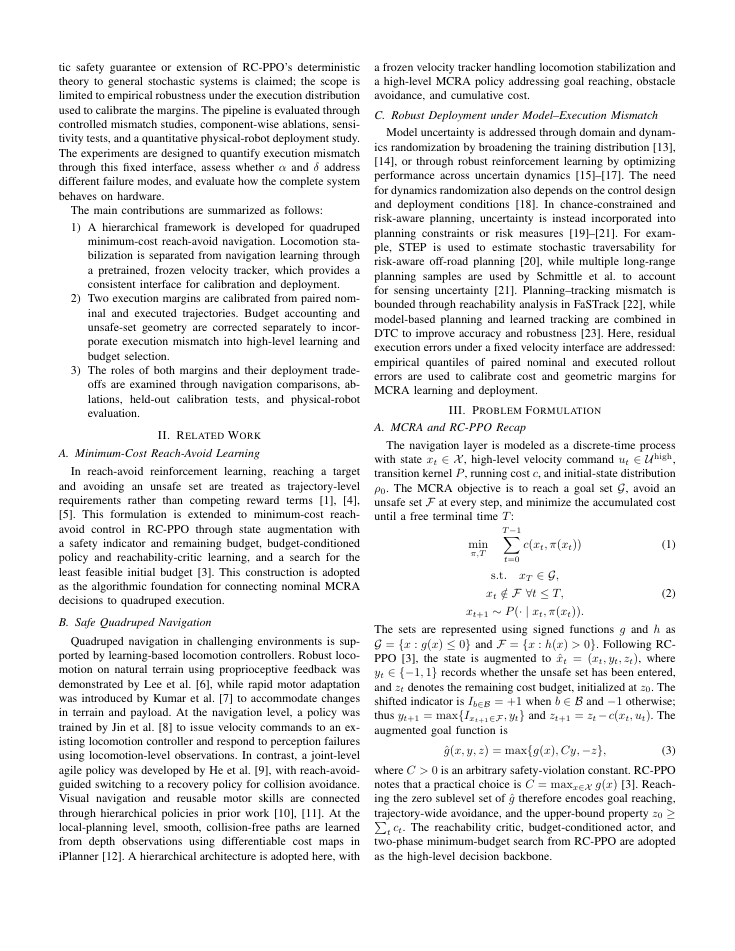 tic safety guarantee or extension of RC-PPO's deterministic
theory to general stochastic systems is claimed; the scope is
limited to empirical robustness under the execution distribution
used to calibrate the margins. The pipeline is evaluated through
controlled mismatch studies, component-wise ablations, sensi-
tivity tests, and a quantitative physical-robot deployment study.
The experiments are designed to quantify execution mismatch
through this fixed interface, assess whether α and δ address
different failure modes, and evaluate how the complete system
behaves on hardware.
The main contributions are summarized as follows:
1) A hierarchical framework is developed for quadruped
minimum-cost reach-avoid navigation. Locomotion sta-
bilization is separated from navigation learning through
a pretrained, frozen velocity tracker, which provides a
consistent interface for calibration and deployment.
2) Two execution margins are calibrated from paired nom-
inal and executed trajectories. Budget accounting and
unsafe-set geometry are corrected separately to incor-
porate execution mismatch into high-level learning and
budget selection.
3) The roles of both margins and their deployment trade-
offs are examined through navigation comparisons, ab-
lations, held-out calibration tests, and physical-robot
evaluation.
II. RELATED WORK
A. Minimum-Cost Reach-Avoid Learning
In reach-avoid reinforcement learning, reaching a target
and avoiding an unsafe set are treated as trajectory-level
requirements rather than competing reward terms [1], [4],
[5]. This formulation is extended to minimum-cost reach-
avoid control in RC-PPO through state augmentation with
a safety indicator and remaining budget, budget-conditioned
policy and reachability-critic learning, and a search for the
least feasible initial budget [3]. This construction is adopted
as the algorithmic foundation for connecting nominal MCRA
decisions to quadruped execution.
B. Safe Quadruped Navigation
Quadruped navigation in challenging environments is sup-
ported by learning-based locomotion controllers. Robust loco-
motion on natural terrain using proprioceptive feedback was
demonstrated by Lee et al. [6], while rapid motor adaptation
was introduced by Kumar et al. [7] to accommodate changes
in terrain and payload. At the navigation level, a policy was
trained by Jin et al. [8] to issue velocity commands to an ex-
isting locomotion controller and respond to perception failures
using locomotion-level observations. In contrast, a joint-level
agile policy was developed by He et al. [9], with reach-avoid-
guided switching to a recovery policy for collision avoidance.
Visual navigation and reusable motor skills are connected
through hierarchical policies in prior work [10], [11]. At the
local-planning level, smooth, collision-free paths are learned
from depth observations using differentiable cost maps in
iPlanner [12]. A hierarchical architecture is adopted here, with
a frozen velocity tracker handling locomotion stabilization and
a high-level MCRA policy addressing goal reaching, obstacle
avoidance, and cumulative cost.
C. Robust Deployment under Model–Execution Mismatch
Model uncertainty is addressed through domain and dynam-
ics randomization by broadening the training distribution [13],
[14], or through robust reinforcement learning by optimizing
performance across uncertain dynamics [15]–[17]. The need
for dynamics randomization also depends on the control design
and deployment conditions [18]. In chance-constrained and
risk-aware planning, uncertainty is instead incorporated into
planning constraints or risk measures [19]–[21]. For exam-
ple, STEP is used to estimate stochastic traversability for
risk-aware off-road planning [20], while multiple long-range
planning samples are used by Schmittle et al. to account
for sensing uncertainty [21]. Planning–tracking mismatch is
bounded through reachability analysis in FaSTrack [22], while
model-based planning and learned tracking are combined in
DTC to improve accuracy and robustness [23]. Here, residual
execution errors under a fixed velocity interface are addressed:
empirical quantiles of paired nominal and executed rollout
errors are used to calibrate cost and geometric margins for
MCRA learning and deployment.
III. PROBLEM FORMULATION
A. MCRA and RC-PPO Recap
The navigation layer is modeled as a discrete-time process
with state x_t ∈ 𝒳, high-level velocity command u_t ∈ 𝒰^high,
transition kernel P, running cost c, and initial-state distribution
ρ_0. The MCRA objective is to reach a goal set 𝒢, avoid an
unsafe set ℱ at every step, and minimize the accumulated cost
until a free terminal time T:
min_{π,T} ∑_{t=0}^{T−1} c(x_t, π(x_t)) (1)
s.t. x_T ∈ 𝒢,
x_t ∉ ℱ ∀t ≤ T, (2)
x_{t+1} ∼ P(· | x_t, π(x_t)).
The sets are represented using signed functions g and h as
𝒢 = {x : g(x) ≤ 0} and ℱ = {x : h(x) > 0}. Following RC-
PPO [3], the state is augmented to x̂_t = (x_t, y_t, z_t), where
y_t ∈ {−1, 1} records whether the unsafe set has been entered,
and z_t denotes the remaining cost budget, initialized at z_0. The
shifted indicator is I_{b∈B} = +1 when b ∈ B and −1 otherwise;
thus y_{t+1} = max{I_{x_{t+1}∈ℱ}, y_t} and z_{t+1} = z_t − c(x_t, u_t). The
augmented goal function is
ĝ(x, y, z) = max{g(x), Cy, −z}, (3)
where C > 0 is an arbitrary safety-violation constant. RC-PPO
notes that a practical choice is C = max_{x∈𝒳} g(x) [3]. Reach-
ing the zero sublevel set of ĝ therefore encodes goal reaching,
trajectory-wide avoidance, and the upper-bound property z_0 ≥
∑_t c_t. The reachability critic, budget-conditioned actor, and
two-phase minimum-budget search from RC-PPO are adopted
as the high-level decision backbone.